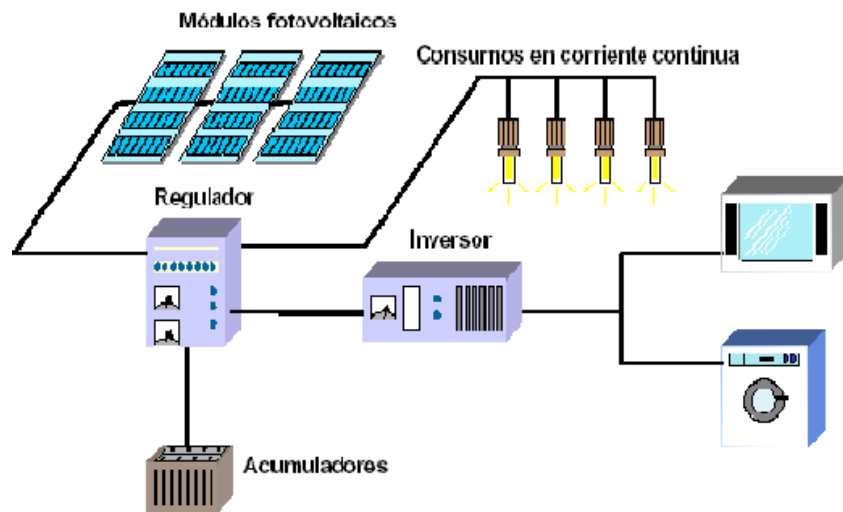 Módulos fotovoltaicos
Consumos en corriente continua
Regulador
Inversor
Acumuladores